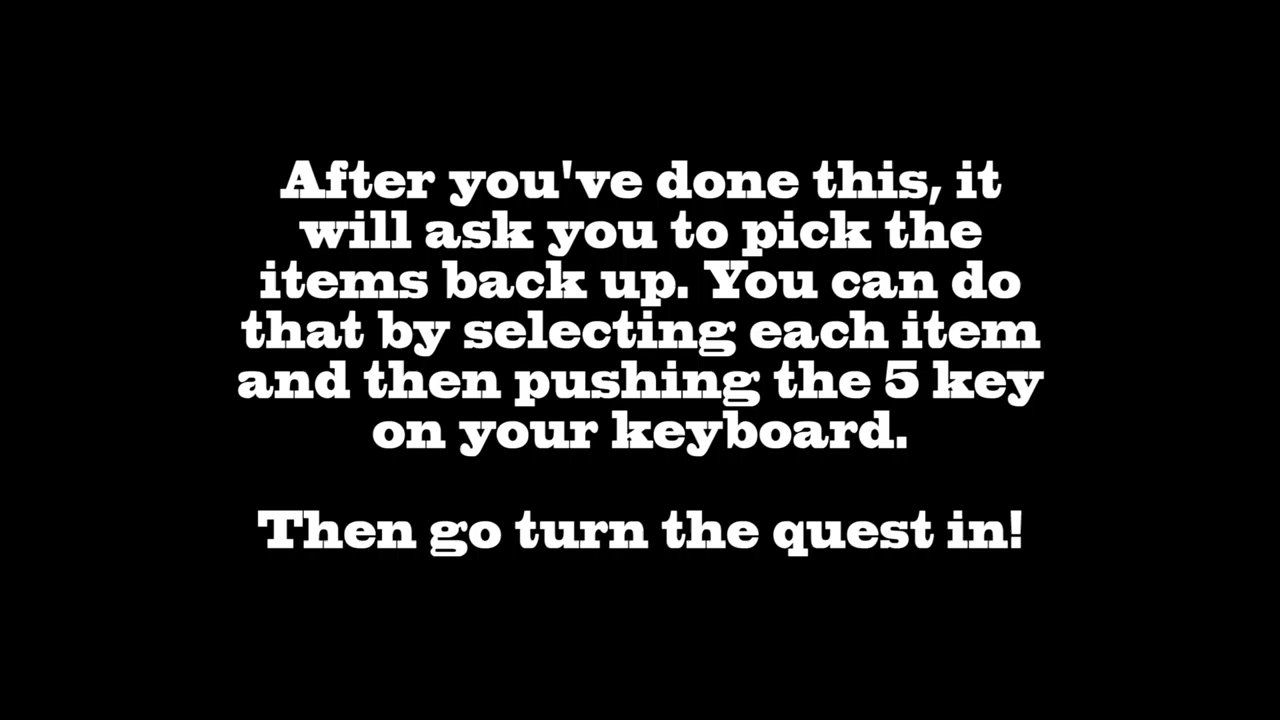 After you've done this, it
will ask you to pick the
items back up. You can do
that by selecting each item
and then pushing the 5 key
on your keyboard.
Then go turn the quest in!